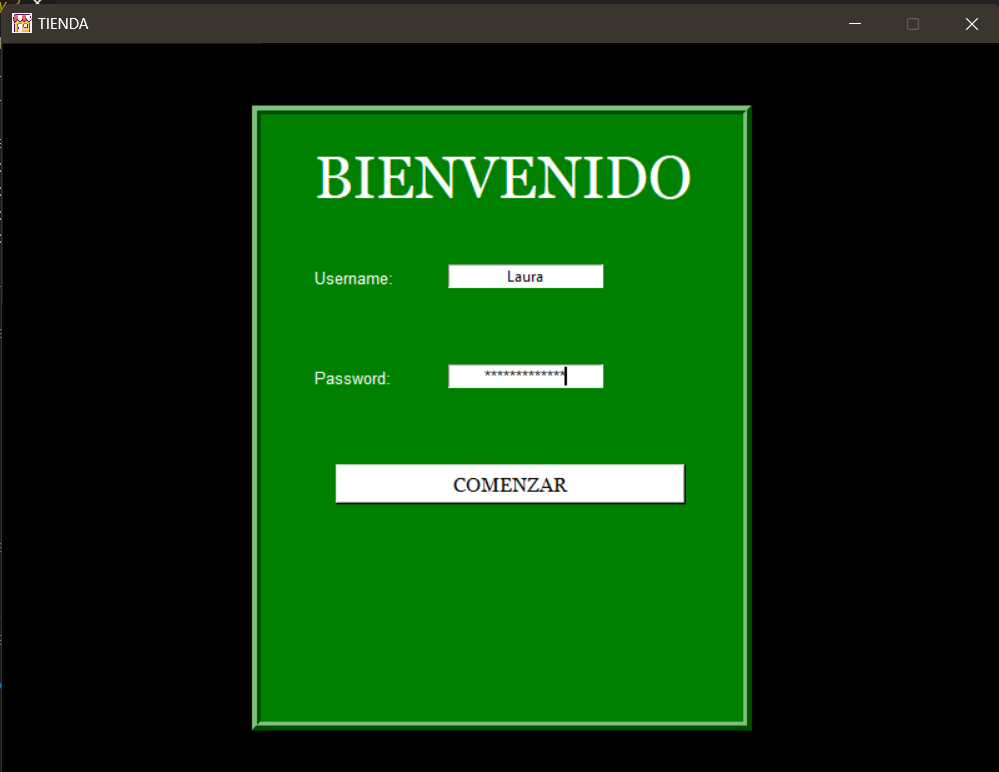 TIENDA
BIENVENIDO
Username: Laura
Password: *************
COMENZAR